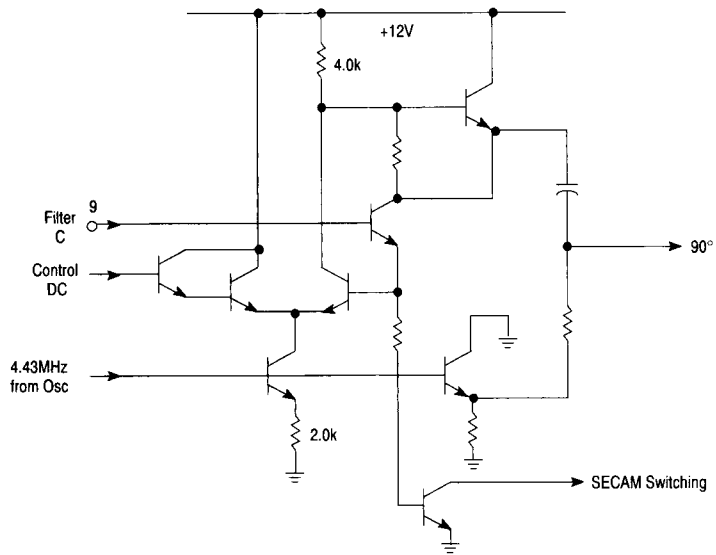 +12V
4.0k
9
Filter
C
Control
DC
90°
4.43MHz
from Osc
2.0k
SECAM Switching